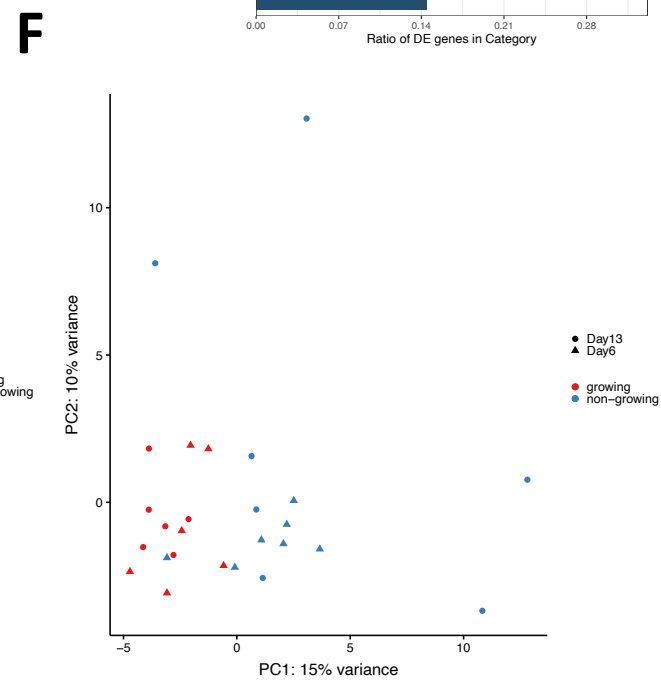 F
0.00 0.07 0.14 0.21 0.28
Ratio of DE genes in Category
10
5
0
PC2: 10% variance
Day13
Day6
growing
non−growing
g
owing
−5 0 5 10
PC1: 15% variance